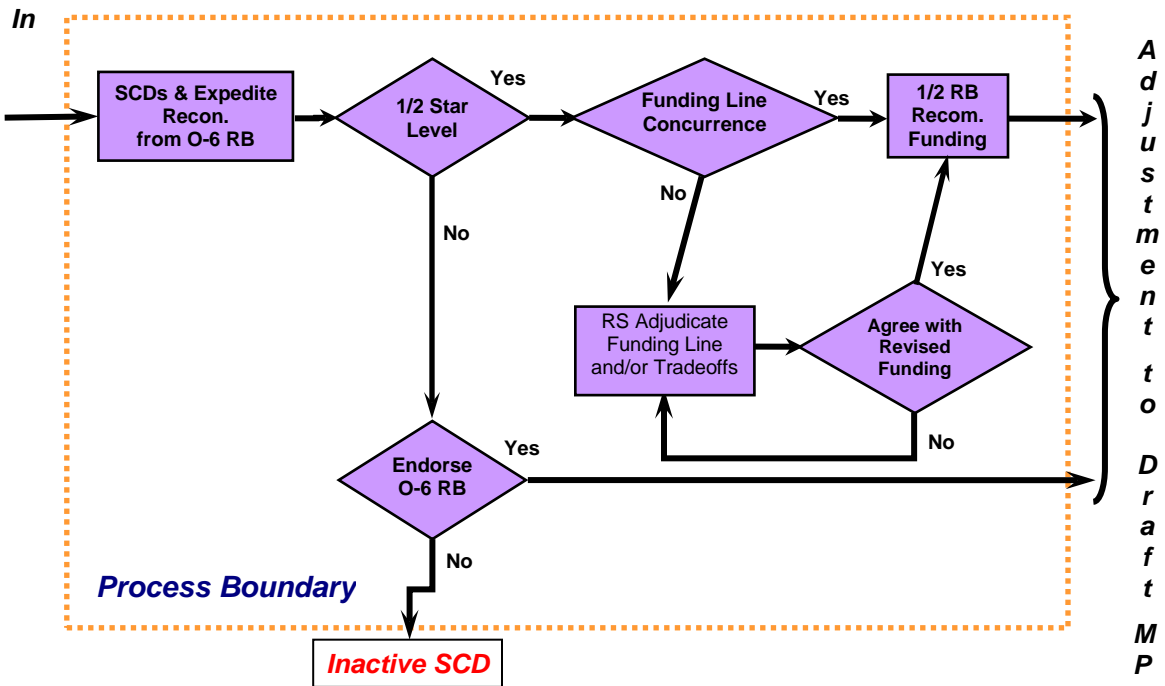 In
SCDs & Expedite
Recon.
from O-6 RB
1/2 Star
Level
Yes
Funding Line
Concurrence
Yes
1/2 RB
Recom.
Funding
No
No
RS Adjudicate
Funding Line
and/or Tradeoffs
Yes
Agree with
Revised
Funding
No
Endorse
O-6 RB
Yes
No
Process Boundary
Inactive SCD
Adjustment to Draft MP